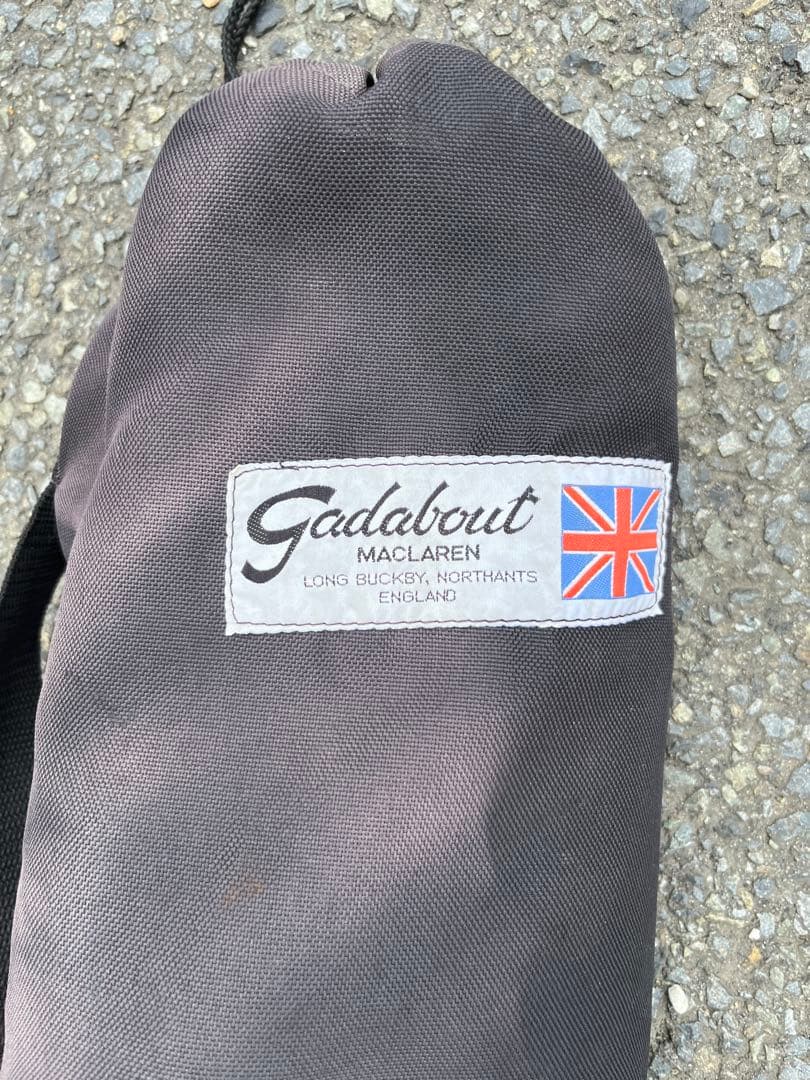 Gadabout
MACLAREN
LONG BUCKBY, NORTHANTS
ENGLAND